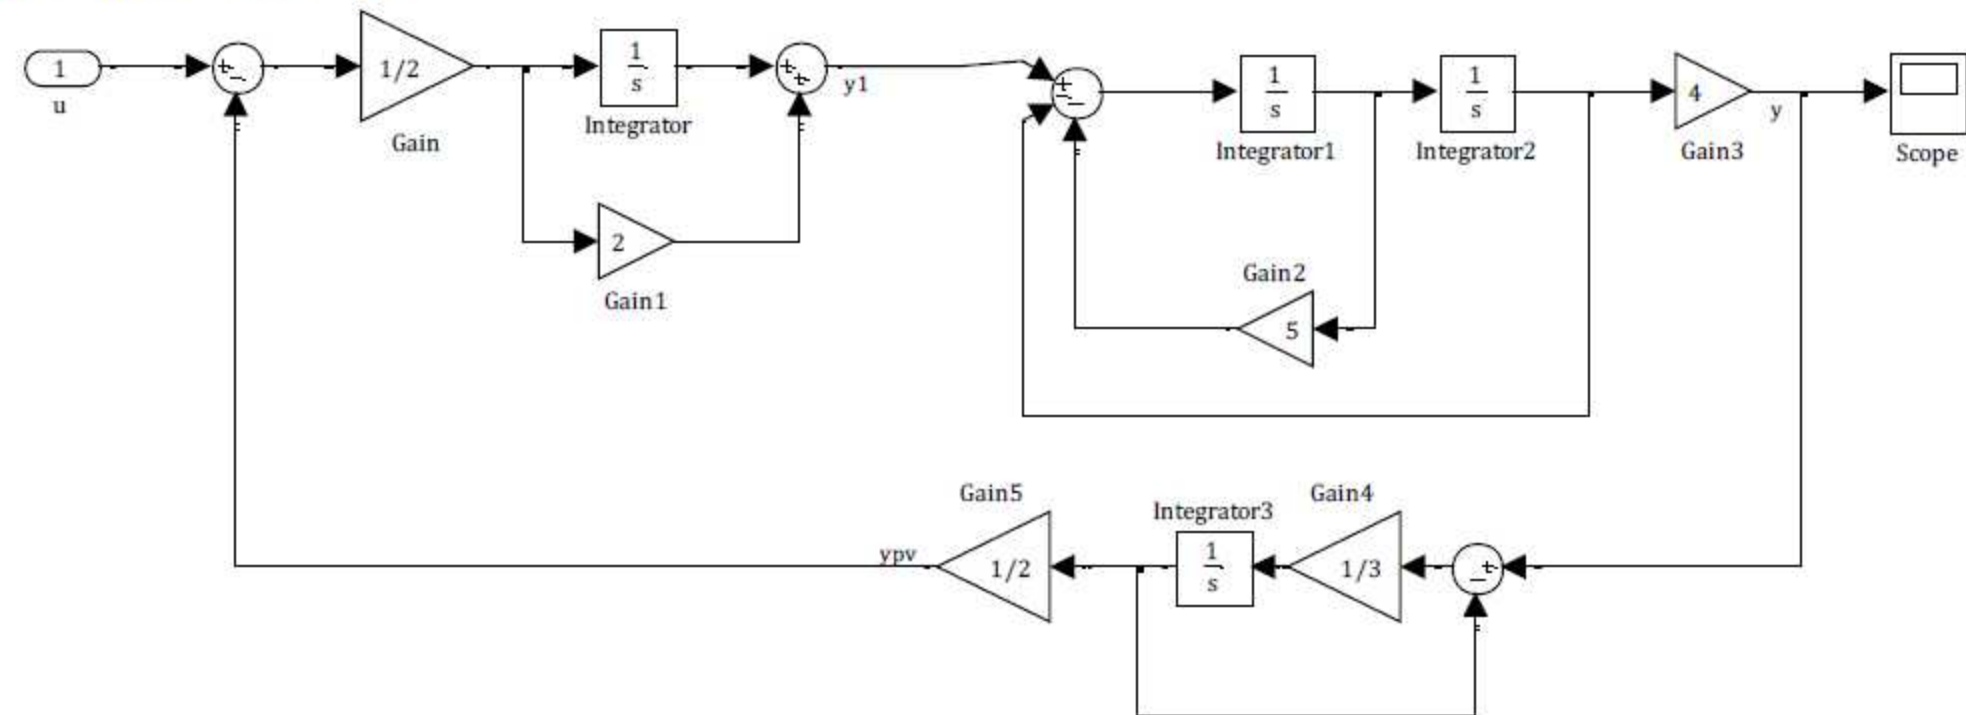 1
u
+
-
1/2
Gain
1
s
Integrator
+
+
y1
2
Gain1
+
-
-
1
s
Integrator1
1
s
Integrator2
4
Gain3
y
Scope
Gain2
5
Gain5
1/2
ypv
Integrator3
1
s
Gain4
1/3
+
-